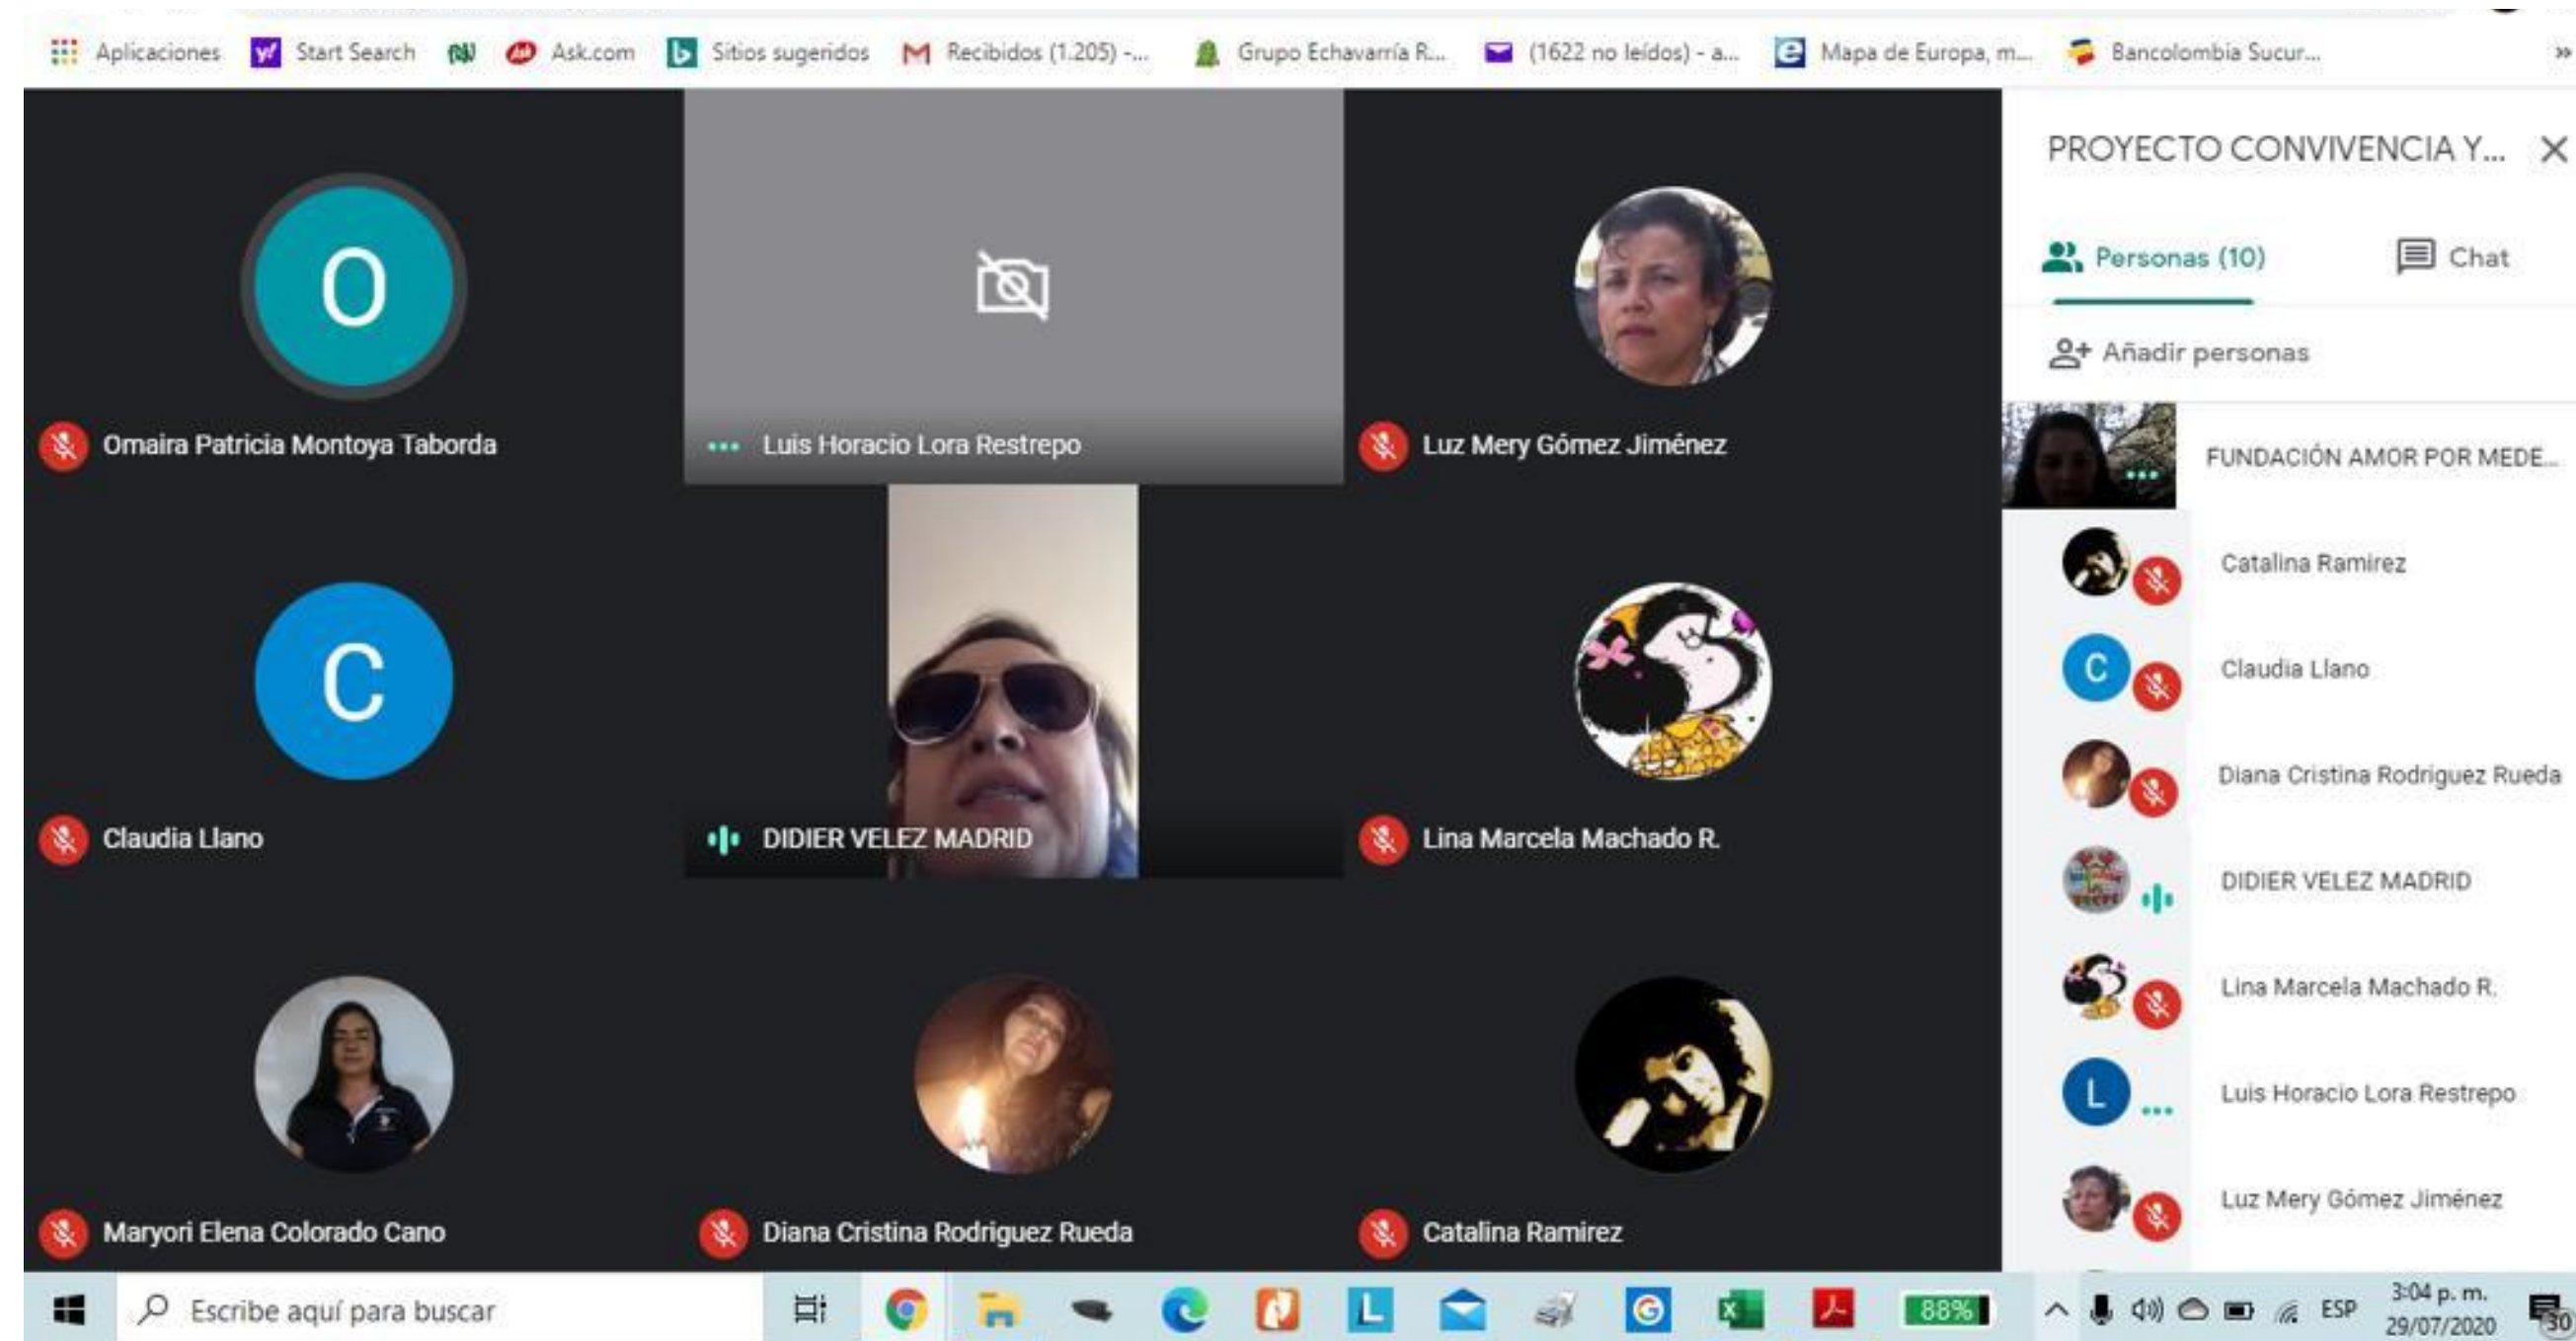 Aplicaciones Start Search Ask.com Sitios sugeridos Recibidos (1.205) -... Grupo Echavarría R... (1622 no leídos) - a... Mapa de Europa, m... Bancolombia Sucur... »
PROYECTO CONVIVENCIA Y...
Personas (10) Chat
Añadir personas
O
Omaira Patricia Montoya Taborda
Luis Horacio Lora Restrepo
Luz Mery Gómez Jiménez
C
Claudia Llano
DIDIER VELEZ MADRID
Lina Marcela Machado R.
Maryori Elena Colorado Cano
Diana Cristina Rodriguez Rueda
Catalina Ramirez
FUNDACIÓN AMOR POR MEDE...
Catalina Ramirez
C Claudia Llano
Diana Cristina Rodriguez Rueda
DIDIER VELEZ MADRID
Lina Marcela Machado R.
L Luis Horacio Lora Restrepo
Luz Mery Gómez Jiménez
Escribe aquí para buscar
L
G
88%
ESP
3:04 p. m.
29/07/2020
30